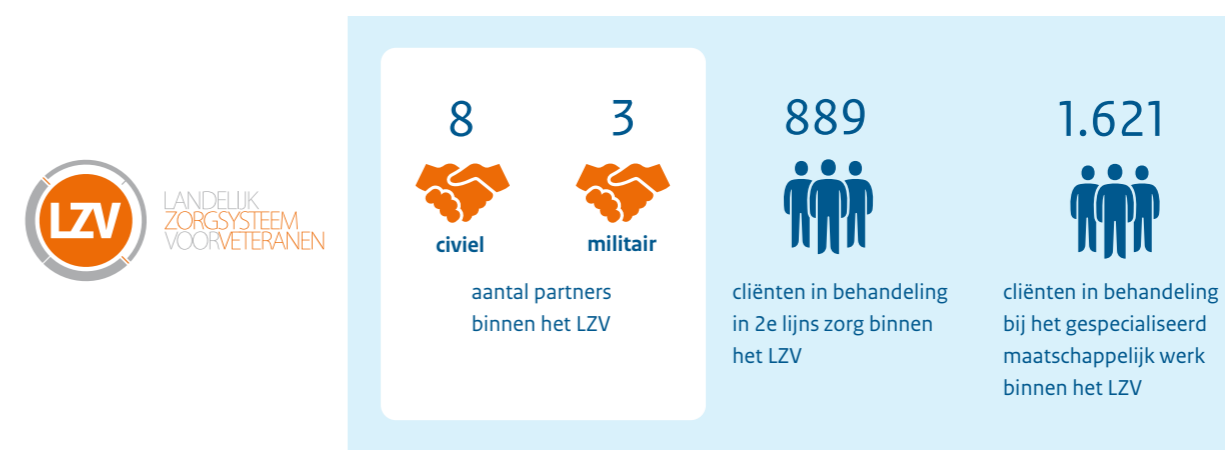 LZV
LANDELIJK
ZORGSYSTEEM
VOORVETERANEN
8
civiel
3
militair
aantal partners
binnen het LZV
889
cliënten in behandeling
in 2e lijns zorg binnen
het LZV
1.621
cliënten in behandeling
bij het gespecialiseerd
maatschappelijk werk
binnen het LZV